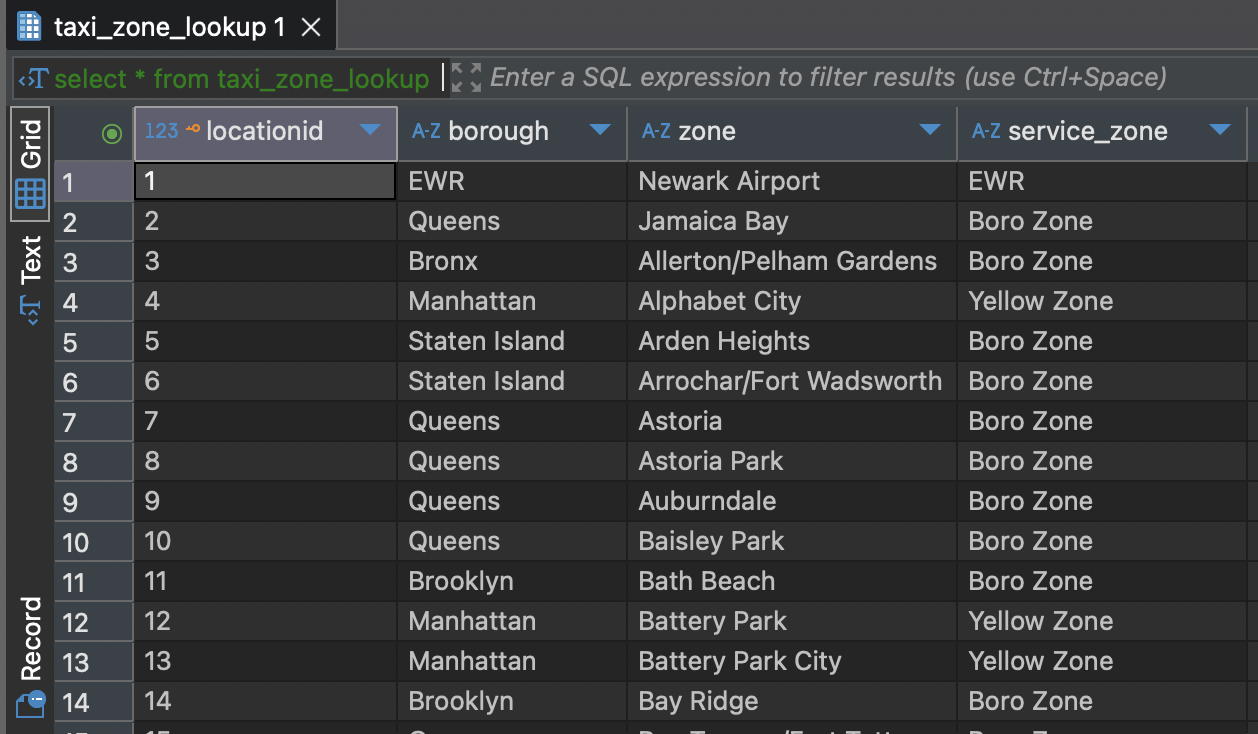 taxi_zone_lookup 1
select * from taxi_zone_lookup Enter a SQL expression to filter results (use Ctrl+Space)
Grid
Text
Record
123 locationid A-Z borough A-Z zone A-Z service_zone
1 1 EWR Newark Airport EWR
2 2 Queens Jamaica Bay Boro Zone
3 3 Bronx Allerton/Pelham Gardens Boro Zone
4 4 Manhattan Alphabet City Yellow Zone
5 5 Staten Island Arden Heights Boro Zone
6 6 Staten Island Arrochar/Fort Wadsworth Boro Zone
7 7 Queens Astoria Boro Zone
8 8 Queens Astoria Park Boro Zone
9 9 Queens Auburndale Boro Zone
10 10 Queens Baisley Park Boro Zone
11 11 Brooklyn Bath Beach Boro Zone
12 12 Manhattan Battery Park Yellow Zone
13 13 Manhattan Battery Park City Yellow Zone
14 14 Brooklyn Bay Ridge Boro Zone